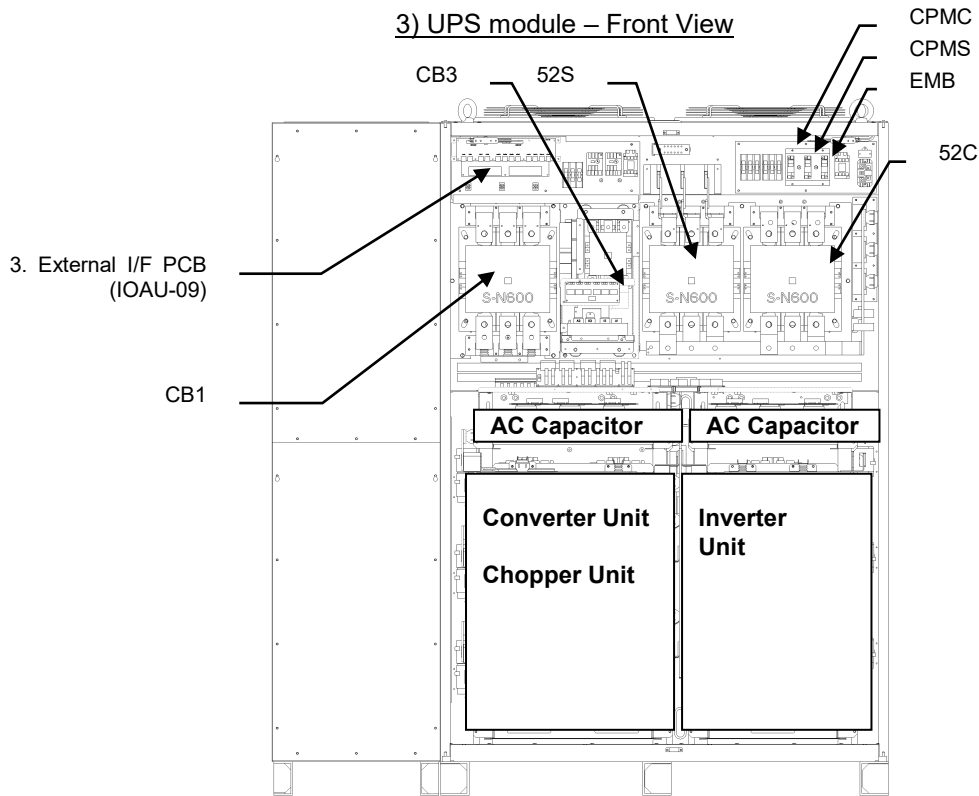 3) UPS module – Front View
CPMC
CPMS
EMB
CB3
52S
52C
3. External I/F PCB
(IOAU-09)
S-N600
S-N600
S-N600
CB1
AC Capacitor
AC Capacitor
Converter Unit
Chopper Unit
Inverter
Unit